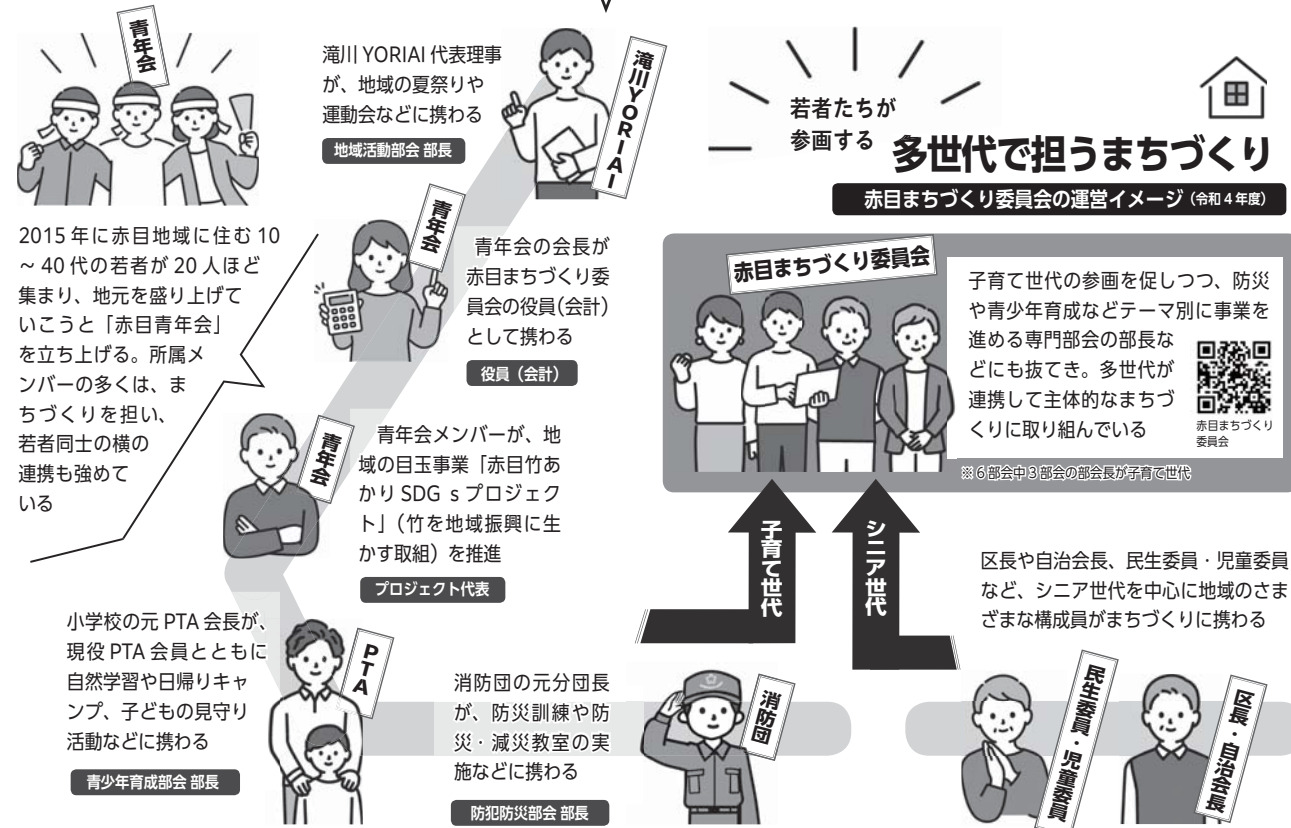 若者たちが
参画する
多世代で担うまちづくり
赤目まちづくり委員会の運営イメージ（令和４年度）
赤目まちづくり委員会
子育て世代の参画を促しつつ、防災
や青少年育成などテーマ別に事業を
進める専門部会の部長な
どにも抜てき。多世代が
連携して主体的なまちづ
くりに取り組んでいる
赤目まちづくり
委員会
※６部会中３部会の部会長が子育て世代
子育て世代
シニア世代
区長や自治会長、民生委員・児童委員
など、シニア世代を中心に地域のさま
ざまな構成員がまちづくりに携わる
民生委員・児童委員
区長・自治会長
滝川YORIAI
滝川 YORIAI 代表理事
が、地域の夏祭りや
運動会などに携わる
地域活動部会 部長
青年会
青年会の会長が
赤目まちづくり委
員会の役員（会計）
として携わる
役員（会計）
青年会
青年会メンバーが、地
域の目玉事業「赤目竹あ
かり SDG ｓプロジェク
ト」（竹を地域振興に生
かす取組）を推進
プロジェクト代表
青年会
2015 年に赤目地域に住む 10
～ 40 代の若者が 20 人ほど
集まり、地元を盛り上げて
いこうと「赤目青年会」
を立ち上げる。所属メ
ンバーの多くは、ま
ちづくりを担い、
若者同士の横の
連携も強めて
いる
PTA
小学校の元 PTA 会長が、
現役 PTA 会員とともに
自然学習や日帰りキャ
ンプ、子どもの見守り
活動などに携わる
青少年育成部会 部長
消防団
消防団の元分団長
が、防災訓練や防
災・減災教室の実
施などに携わる
防犯防災部会 部長